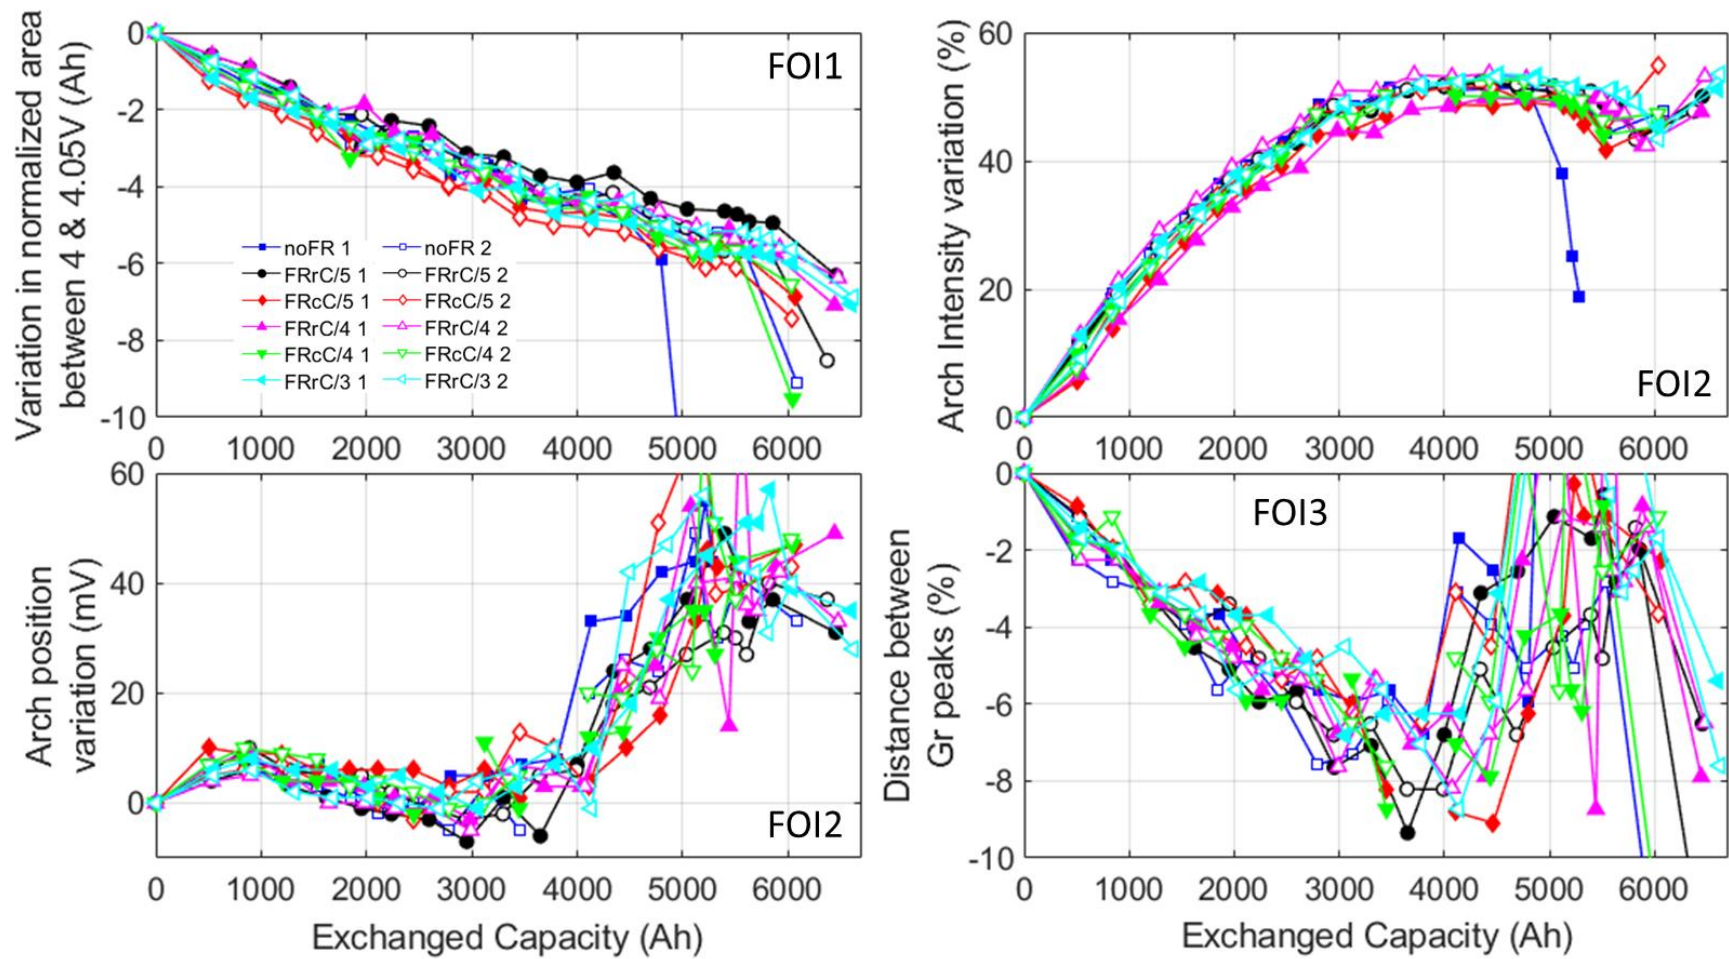 Variation in normalized area
between 4 & 4.05V (Ah)
0
-2
-4
-6
-8
-10
FOI1
noFR 1
noFR 2
FRrC/5 1
FRrC/5 2
FRcC/5 1
FRcC/5 2
FRrC/4 1
FRrC/4 2
FRcC/4 1
FRcC/4 2
FRrC/3 1
FRrC/3 2
0 1000 2000 3000 4000 5000 6000
Arch Intensity variation (%)
60
40
20
0
FOI2
0 1000 2000 3000 4000 5000 6000
Arch position
variation (mV)
60
40
20
0
FOI2
0 1000 2000 3000 4000 5000 6000
Exchanged Capacity (Ah)
Distance between
Gr peaks (%)
0
-2
-4
-6
-8
-10
FOI3
0 1000 2000 3000 4000 5000 6000
Exchanged Capacity (Ah)